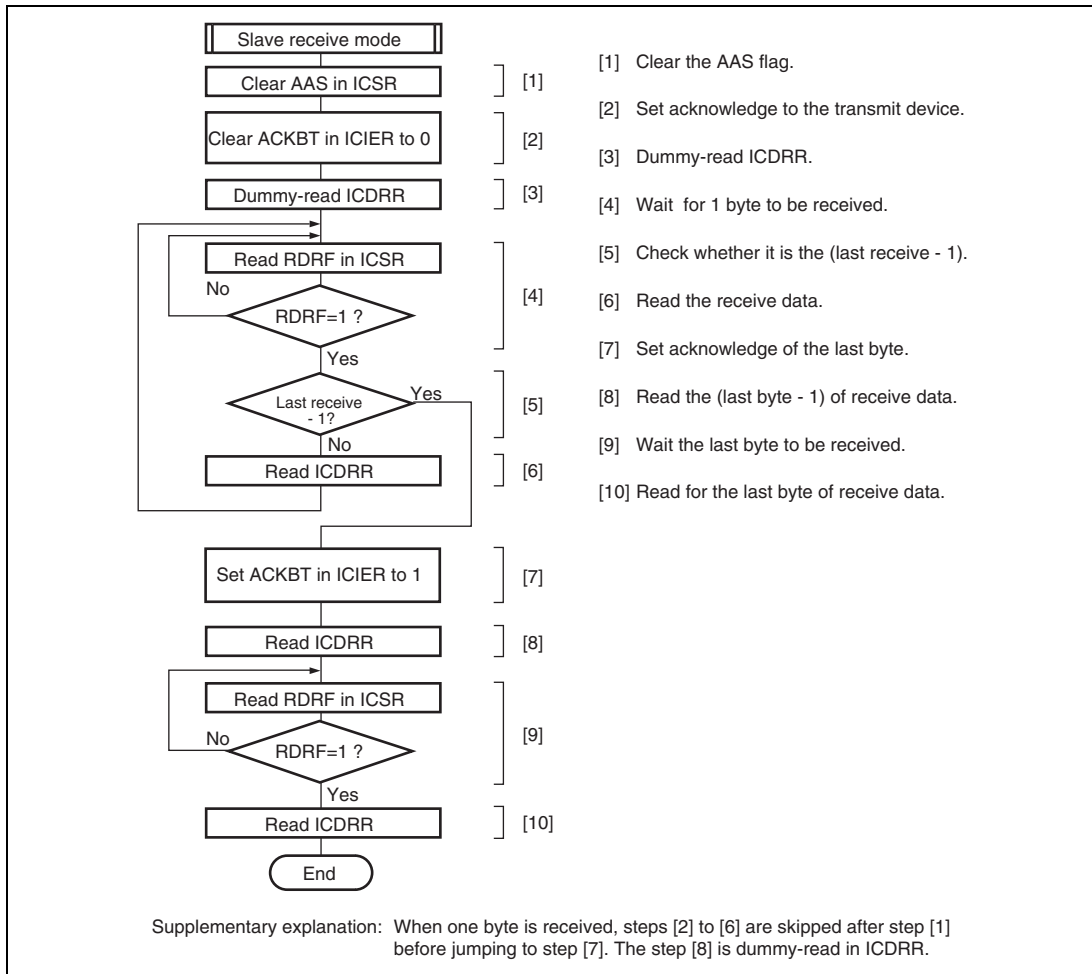 Slave receive mode
Clear AAS in ICSR
[1]
Clear ACKBT in ICIER to 0
[2]
Dummy-read ICDRR
[3]
Read RDRF in ICSR
No
RDRF=1 ?
[4]
Yes
Last receive
- 1?
Yes
[5]
No
Read ICDRR
[6]
Set ACKBT in ICIER to 1
[7]
Read ICDRR
[8]
Read RDRF in ICSR
No
RDRF=1 ?
[9]
Yes
Read ICDRR
[10]
End
[1] Clear the AAS flag.
[2] Set acknowledge to the transmit device.
[3] Dummy-read ICDRR.
[4] Wait for 1 byte to be received.
[5] Check whether it is the (last receive - 1).
[6] Read the receive data.
[7] Set acknowledge of the last byte.
[8] Read the (last byte - 1) of receive data.
[9] Wait the last byte to be received.
[10] Read for the last byte of receive data.
Supplementary explanation: When one byte is received, steps [2] to [6] are skipped after step [1]
before jumping to step [7]. The step [8] is dummy-read in ICDRR.